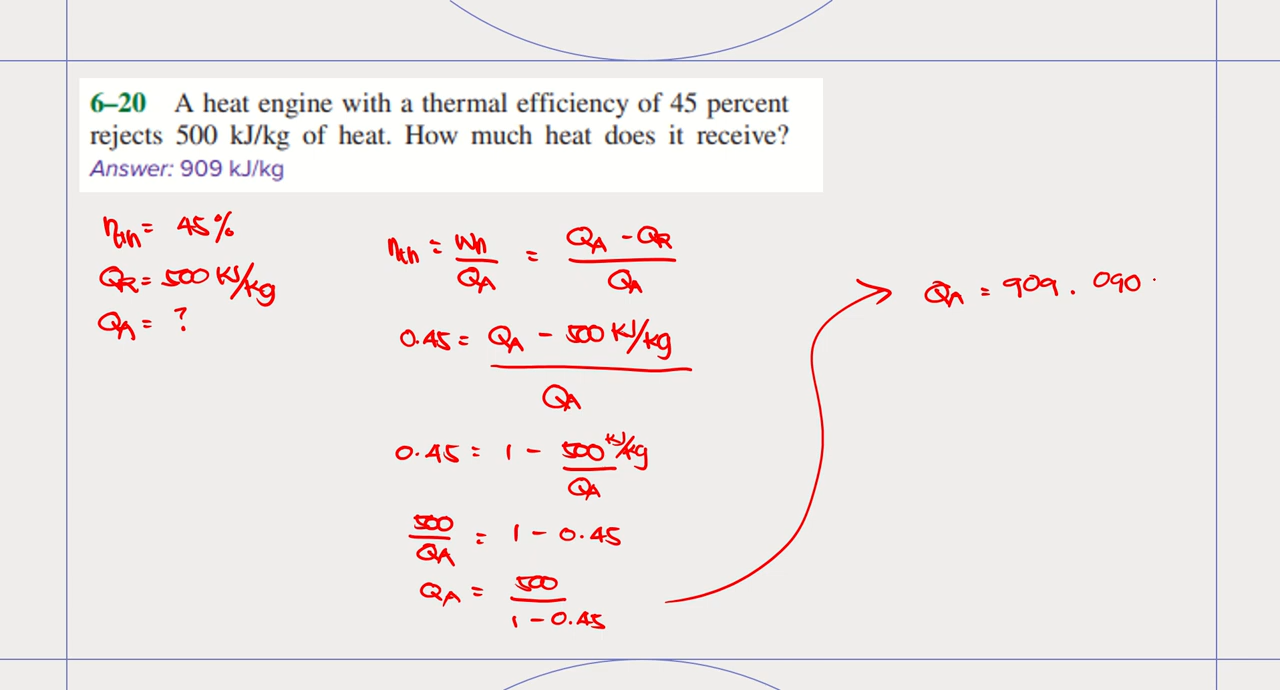 6–20 A heat engine with a thermal efficiency of 45 percent
rejects 500 kJ/kg of heat. How much heat does it receive?
Answer: 909 kJ/kg
ηth = 45%
QR = 500 KJ/kg
QA = ?
ηth = Wn/QA = QA - QR/QA
0.45 = QA - 500 KJ/kg/QA
0.45 = 1 - 500 KJ/kg/QA
500/QA = 1 - 0.45
QA = 500/1 - 0.45
QA = 909.090.